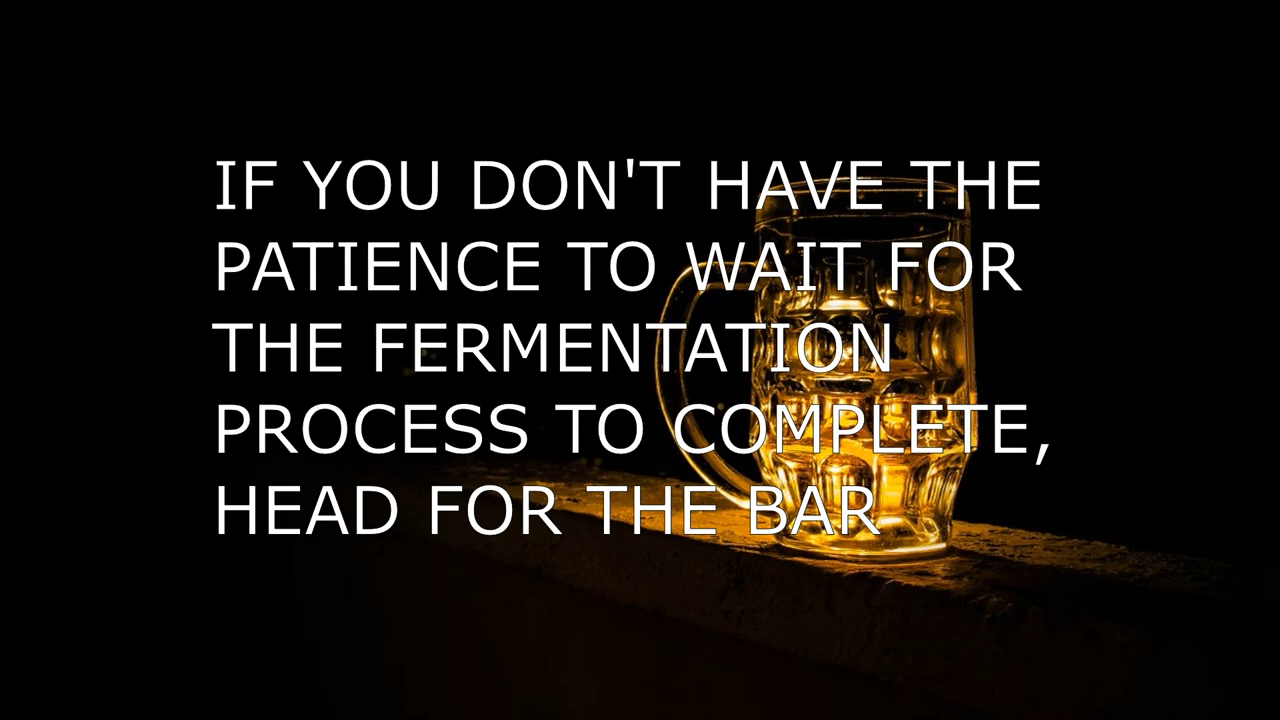 IF YOU DON'T HAVE THE
PATIENCE TO WAIT FOR
THE FERMENTATION
PROCESS TO COMPLETE,
HEAD FOR THE BAR